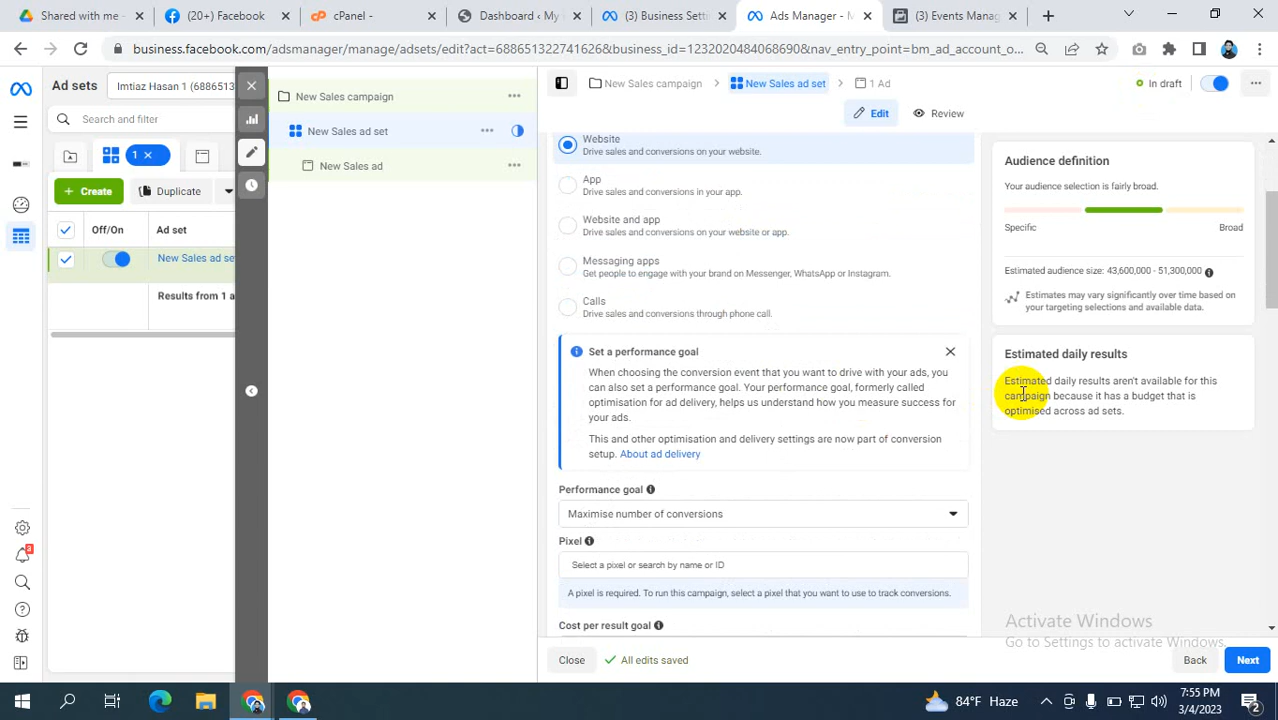 Shared with me
(20+) Facebook
cPanel -
Dashboard ‹ My
(3) Business Setti
Ads Manager - M
(3) Events Manag
business.facebook.com/adsmanager/manage/adsets/edit?act=688651322741626&business_id=1232020484068690&nav_entry_point=bm_ad_account_o...
Ad sets
Imtiaz Hasan 1 (6886513
Search and filter
1
Create
Duplicate
Off/On
Ad set
New Sales ad se
Results from 1 a
New Sales campaign
New Sales ad set
New Sales ad
New Sales campaign
New Sales ad set
1 Ad
In draft
Edit
Review
Website
Drive sales and conversions on your website.
App
Drive sales and conversions in your app.
Website and app
Drive sales and conversions on your website or app.
Messaging apps
Get people to engage with your brand on Messenger, WhatsApp or Instagram.
Calls
Drive sales and conversions through phone call.
Set a performance goal
When choosing the conversion event that you want to drive with your ads, you
can also set a performance goal. Your performance goal, formerly called
optimisation for ad delivery, helps us understand how you measure success for
your ads.
This and other optimisation and delivery settings are now part of conversion
setup. About ad delivery
Performance goal
Maximise number of conversions
Pixel
Select a pixel or search by name or ID
A pixel is required. To run this campaign, select a pixel that you want to use to track conversions.
Cost per result goal
Audience definition
Your audience selection is fairly broad.
Specific
Broad
Estimated audience size: 43,600,000 - 51,300,000
Estimates may vary significantly over time based on
your targeting selections and available data.
Estimated daily results
Estimated daily results aren't available for this
campaign because it has a budget that is
optimised across ad sets.
Activate Windows
Go to Settings to activate Windows.
Close
All edits saved
Back
Next
84°F Haze
7:55 PM
3/4/2023
2